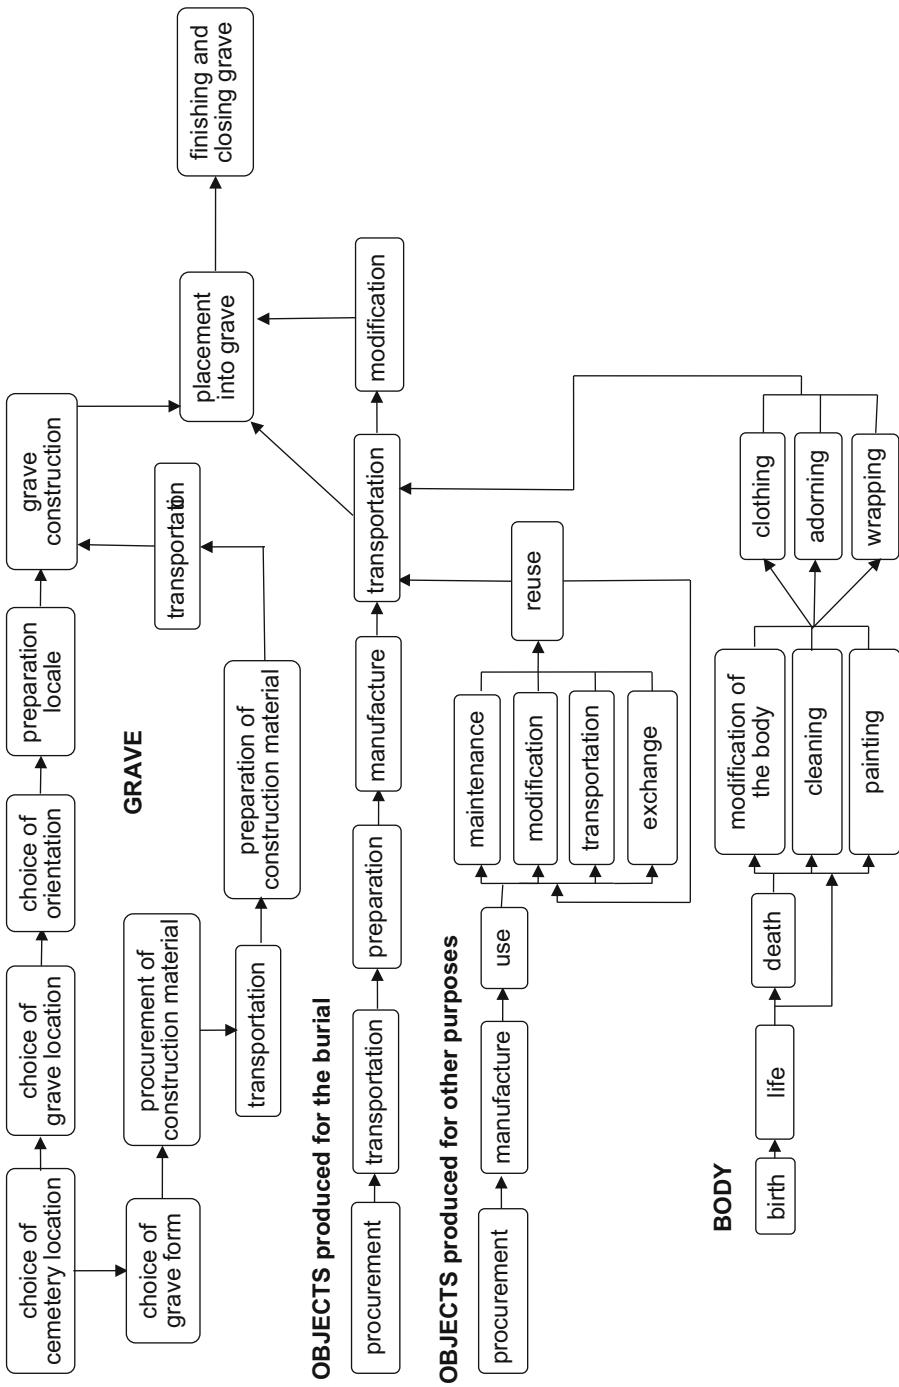 choice of
cemetery location
choice of
grave location
choice of
orientation
preparation
locale
grave
construction
choice of
grave form
procurement of
construction material
transportation
preparation of
construction material
transportation
GRAVE
placement
into grave
finishing and
closing grave
OBJECTS produced for the burial
procurement
transportation
preparation
manufacture
transportation
modification
OBJECTS produced for other purposes
procurement
manufacture
use
maintenance
modification
transportation
exchange
reuse
BODY
birth
life
death
modification of
the body
cleaning
painting
clothing
adorning
wrapping